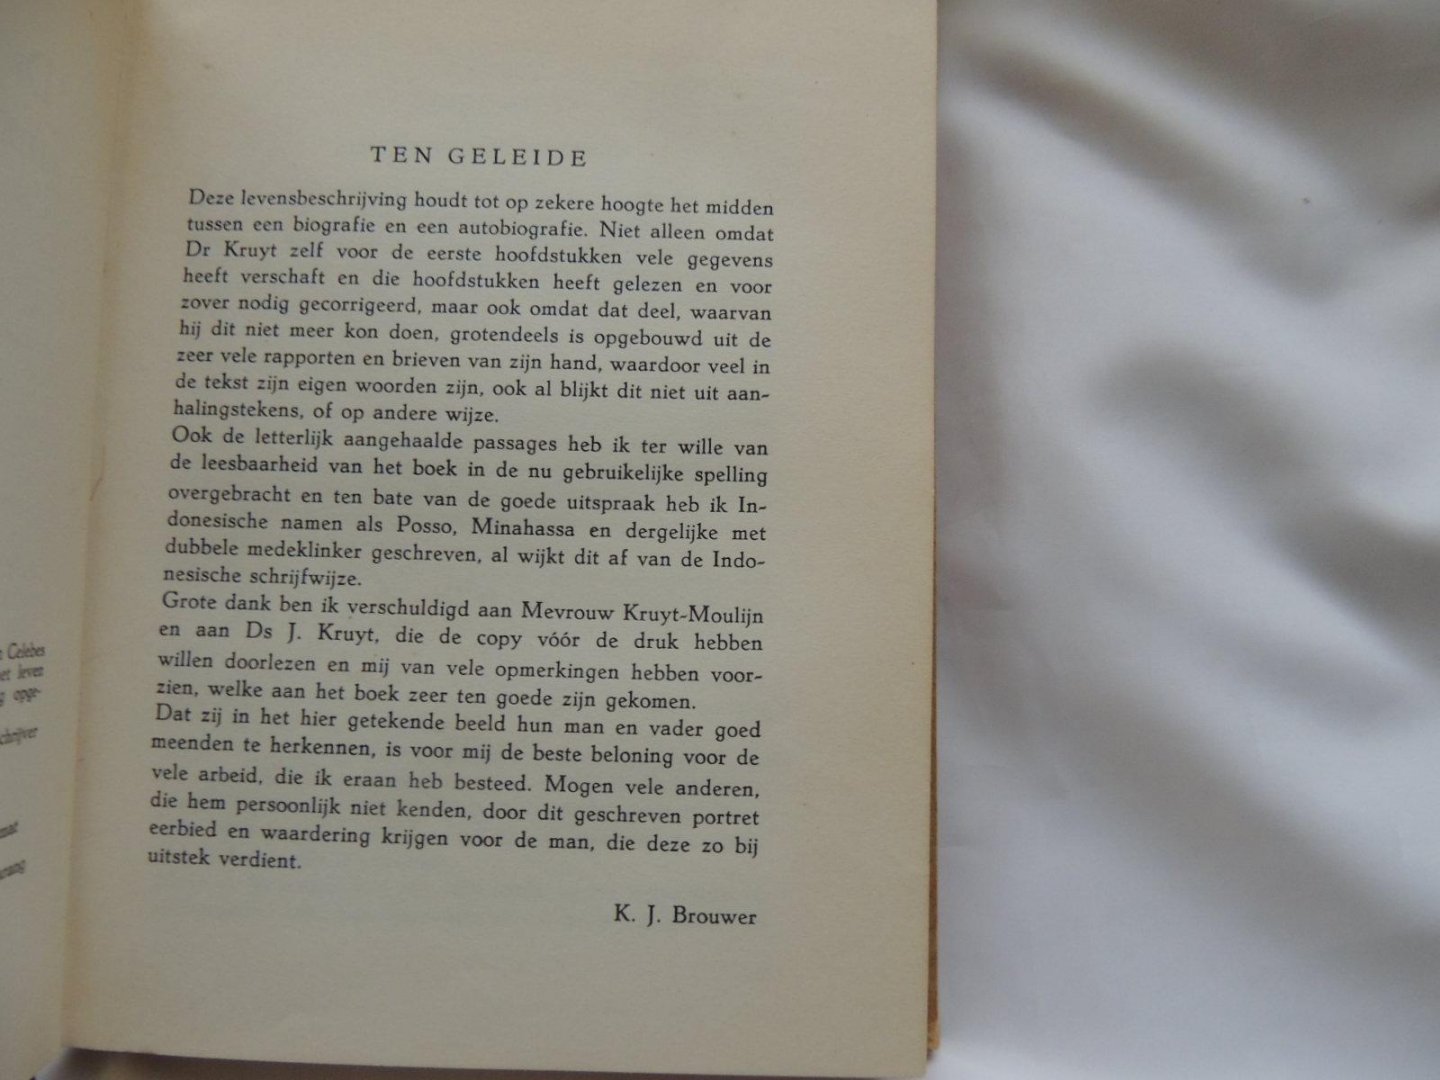 TEN GELEIDE
Deze levensbeschrijving houdt tot op zekere hoogte het midden
tussen een biografie en een autobiografie. Niet alleen omdat
Dr Kruyt zelf voor de eerste hoofdstukken vele gegevens
heeft verschaft en die hoofdstukken heeft gelezen en voor
zover nodig gecorrigeerd, maar ook omdat dat deel, waarvan
hij dit niet meer kon doen, grotendeels is opgebouwd uit de
zeer vele rapporten en brieven van zijn hand, waardoor veel in
de tekst zijn eigen woorden zijn, ook al blijkt dit niet uit aan-
halingstekens, of op andere wijze.
Ook de letterlijk aangehaalde passages heb ik ter wille van
de leesbaarheid van het boek in de nu gebruikelijke spelling
overgebracht en ten bate van de goede uitspraak heb ik In-
donesische namen als Posso, Minahassa en dergelijke met
dubbele medeklinker geschreven, al wijkt dit af van de Indo-
nesische schrijfwijze.
Grote dank ben ik verschuldigd aan Mevrouw Kruyt-Moulijn
en aan Ds J. Kruyt, die de copy vóór de druk hebben
willen doorlezen en mij van vele opmerkingen hebben voor-
zien, welke aan het boek zeer ten goede zijn gekomen.
Dat zij in het hier getekende beeld hun man en vader goed
meenden te herkennen, is voor mij de beste beloning voor de
vele arbeid, die ik eraan heb besteed. Mogen vele anderen,
die hem persoonlijk niet kenden, door dit geschreven portret
eerbied en waardering krijgen voor de man, die deze zo bij
uitstek verdient.
K. J. Brouwer
Celebes
leven
opge-